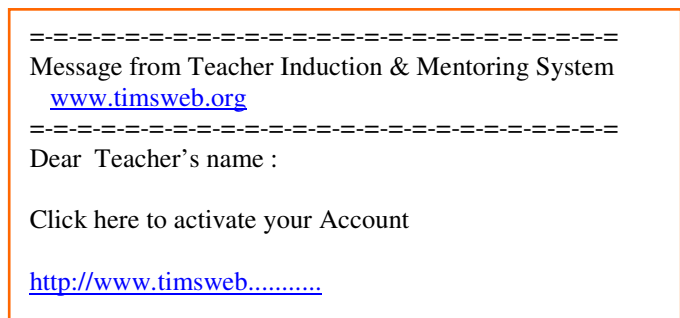 =-=-=-=-=-=-=-=-=-=-=-=-=-=-=-=-=-=-=-=-=-=-=-=-=
Message from Teacher Induction & Mentoring System
www.timsweb.org
=-=-=-=-=-=-=-=-=-=-=-=-=-=-=-=-=-=-=-=-=-=-=-=-=
Dear  Teacher’s name :
Click here to activate your Account
http://www.timsweb...........